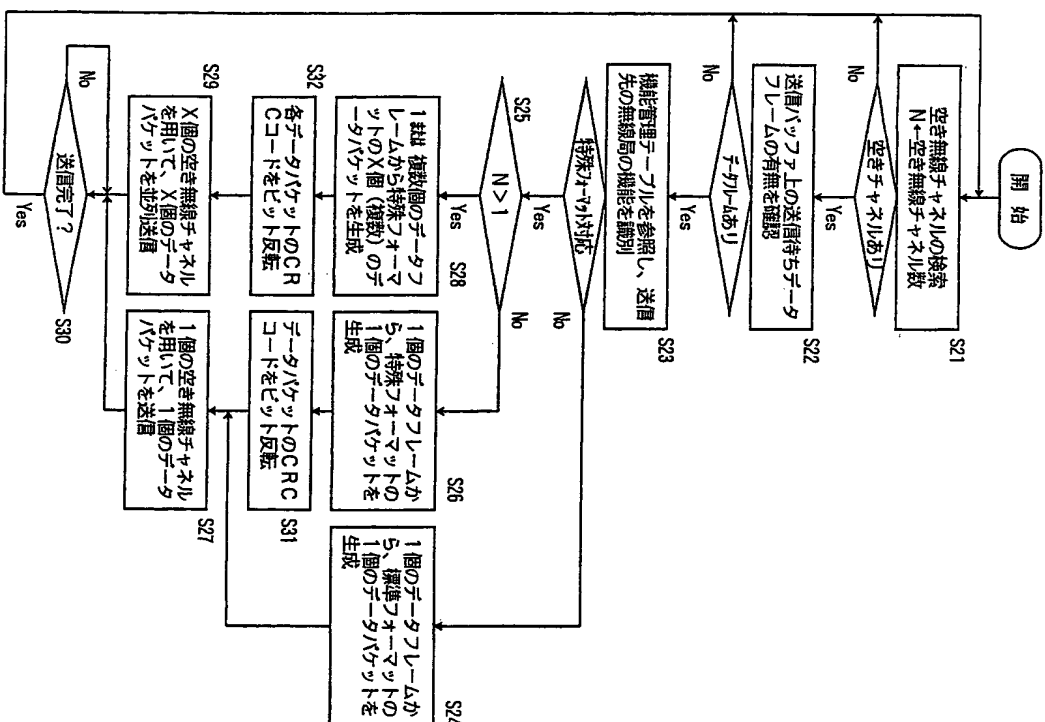 開 始
空き無線チャネルの検索
N←空き無線チャネル数
S21
空きチャネルあり
No
Yes
送信バッファ上の送信待ちデータ
フレームの有無を確認
S22
データフレームあり
No
Yes
機能管理テーブルを参照し、送信
先の無線局の機能を識別
S23
特殊フォーマット対応
Yes
No
S25
N>1
Yes
No
1または複数個のデータフ
レームから特殊フォーマ
ットのX個（複数）のデ
ータパケットを生成
S28
1個のデータフレームか
ら、特殊フォーマットの
1個のデータパケットを
生成
S26
1個のデータフレームか
ら、標準フォーマットの
1個のデータパケットを
生成
S24
S32
各データパケットのCR
Cコードをビット反転
データパケットのCRC
コードをビット反転
S31
S29
X個の空き無線チャネル
を用いて、X個のデータ
パケットを並列送信
1個の空き無線チャネル
を用いて、1個のデータ
パケットを送信
S27
No
送信完了？
S30
Yes